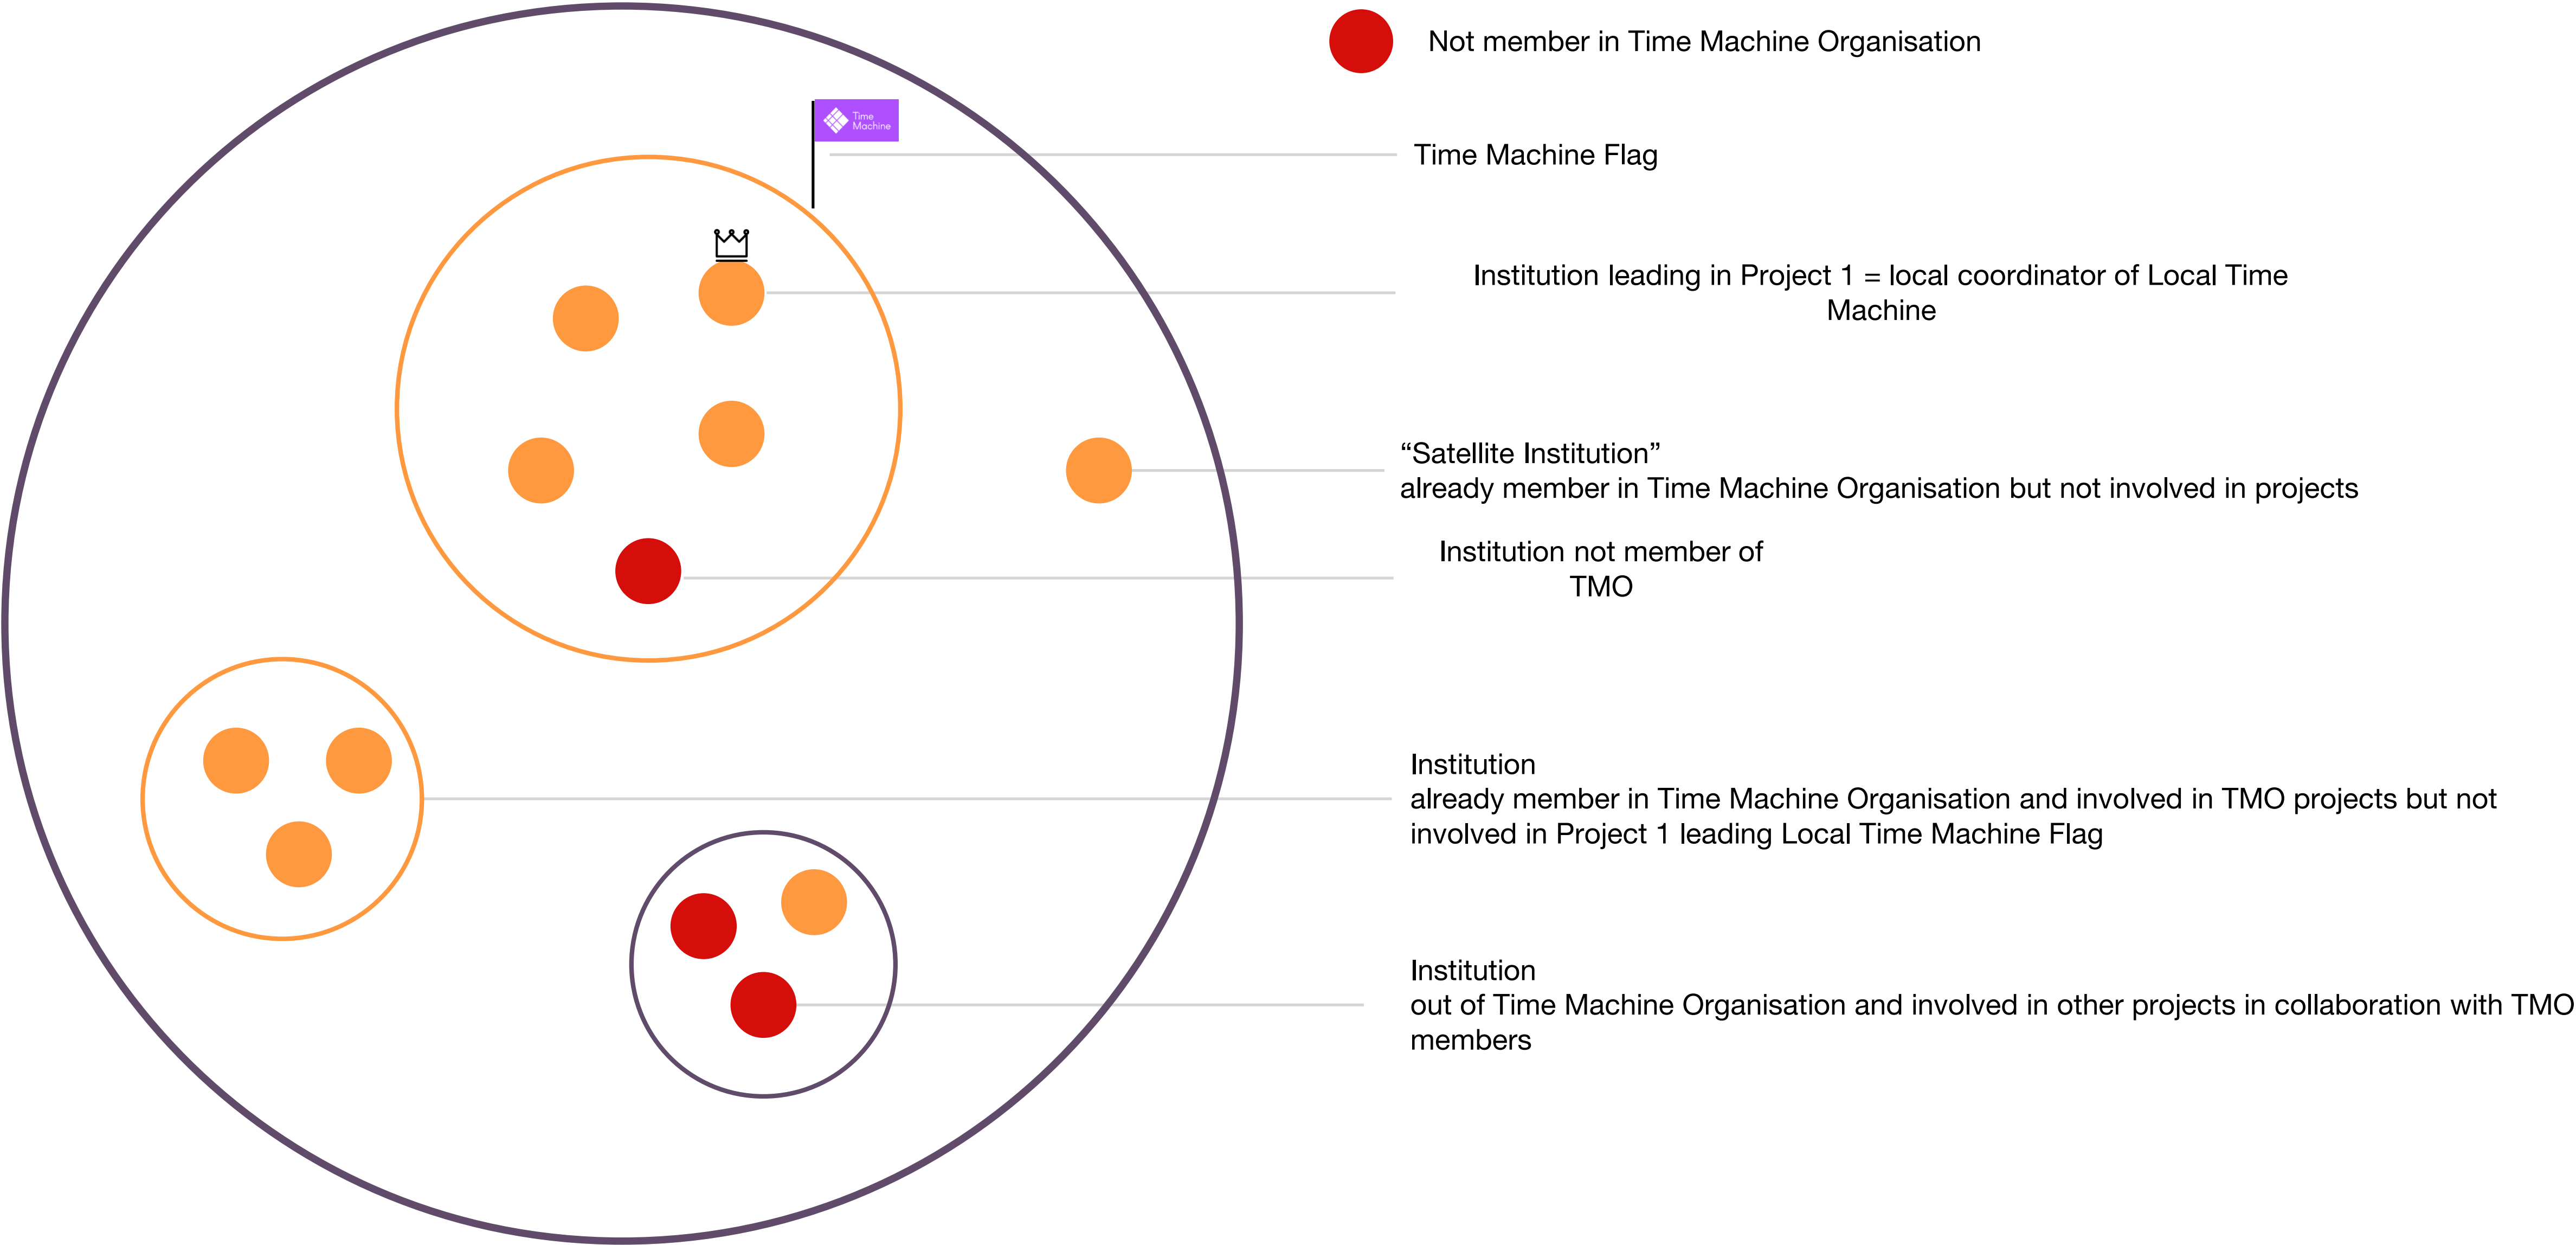 Not member in Time Machine Organisation
Time
Machine
Time Machine Flag
Institution leading in Project 1 = local coordinator of Local Time
Machine
“Satellite Institution”
already member in Time Machine Organisation but not involved in projects
Institution not member of
TMO
Institution
already member in Time Machine Organisation and involved in TMO projects but not
involved in Project 1 leading Local Time Machine Flag
Institution
out of Time Machine Organisation and involved in other projects in collaboration with TMO
members